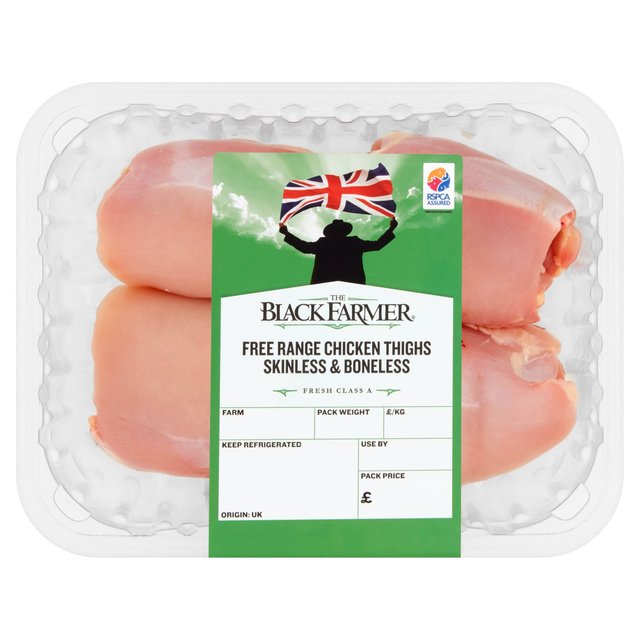 RSPCA
ASSURED
THE
BLACK FARMER®
FREE RANGE CHICKEN THIGHS
SKINLESS & BONELESS
FRESH CLASS A
FARM
PACK WEIGHT
£/KG
KEEP REFRIGERATED
USE BY
PACK PRICE
£
ORIGIN: UK